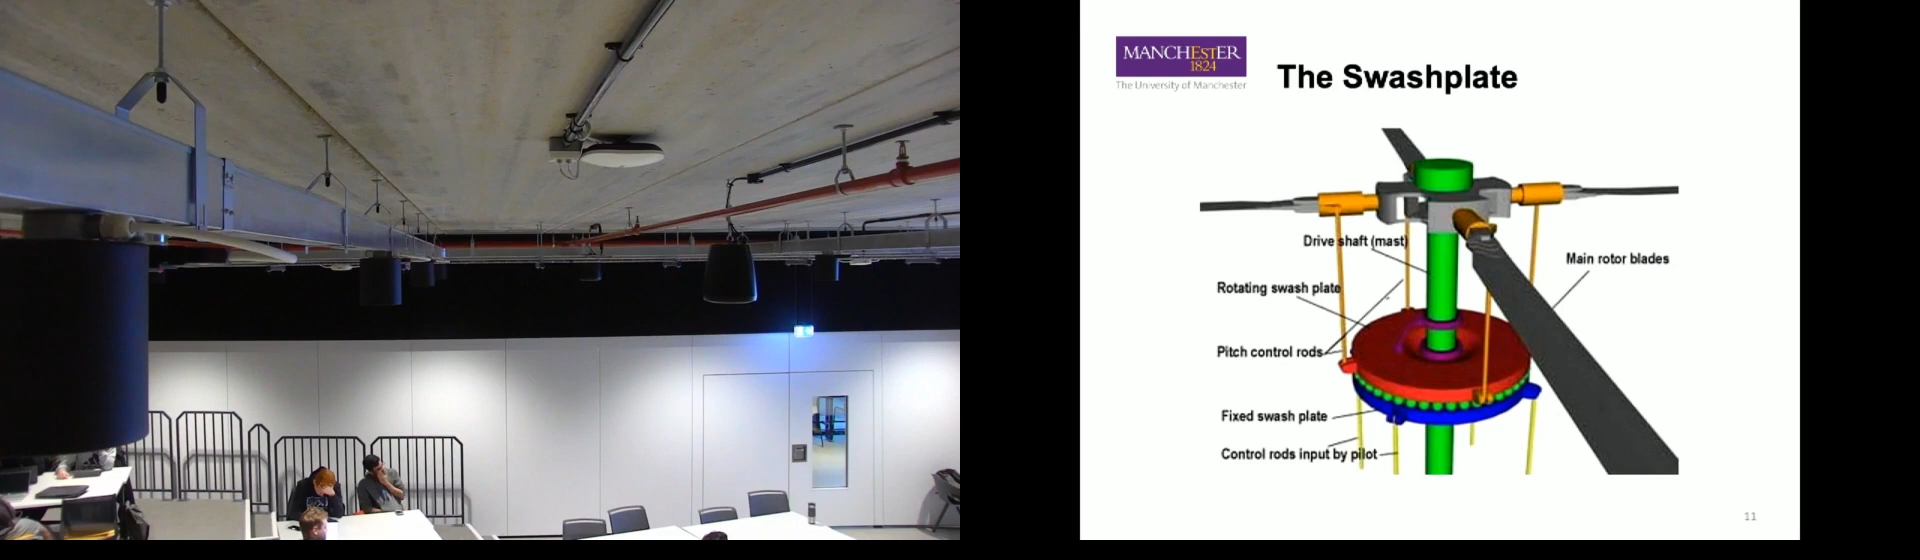 MANCHESTER
1824
The University of Manchester
The Swashplate
Drive shaft (mast)
Main rotor blades
Rotating swash plate
Pitch control rods
Fixed swash plate
Control rods input by pilot
11